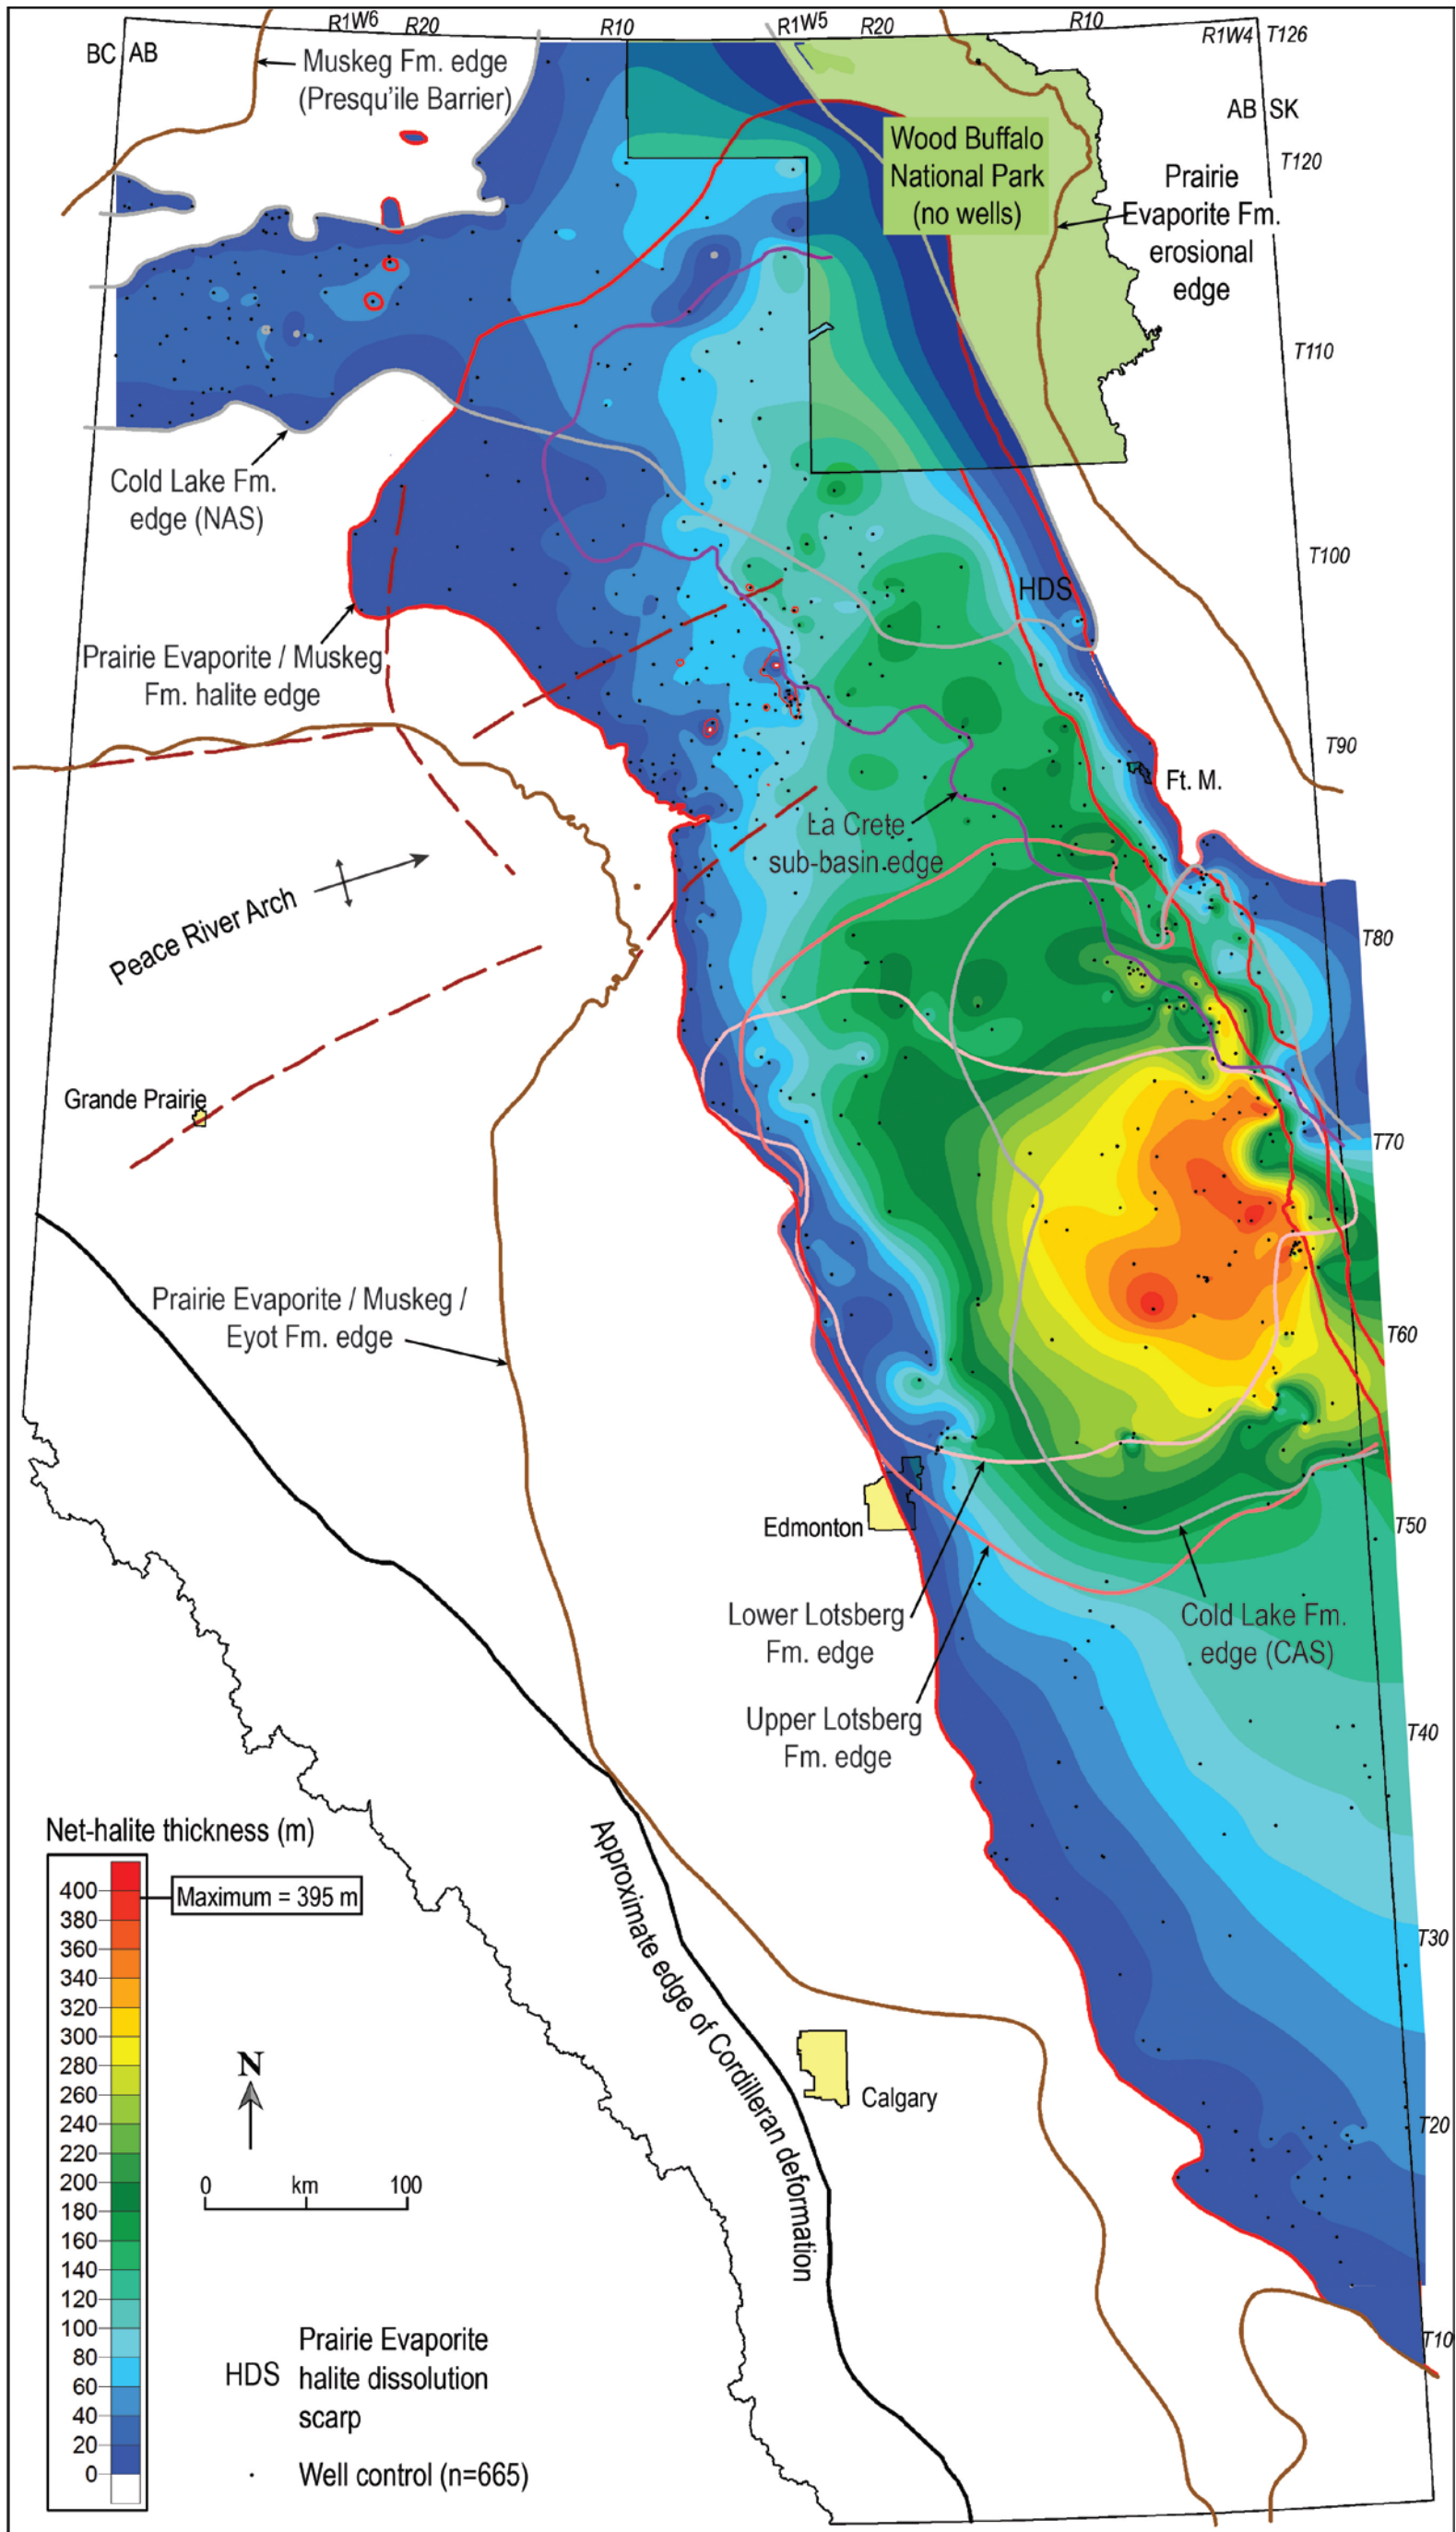 R1W6
R20
R10
R1W5
R20
R10
R1W4
T126
BC
AB
Muskeg Fm. edge
(Presqu'ile Barrier)
AB
SK
Wood Buffalo
National Park
(no wells)
T120
Prairie
Evaporite Fm.
erosional
edge
T110
Cold Lake Fm.
edge (NAS)
T100
HDS
Prairie Evaporite / Muskeg
Fm. halite edge
T90
Ft. M.
La Crete
sub-basin edge
Peace River Arch
T80
Grande Prairie
T70
Prairie Evaporite / Muskeg /
Eyot Fm. edge
T60
Edmonton
T50
Lower Lotsberg
Fm. edge
Cold Lake Fm.
edge (CAS)
Upper Lotsberg
Fm. edge
T40
Approximate edge of Cordilleran deformation
T30
Calgary
T20
T10
Net-halite thickness (m)
400
Maximum = 395 m
380
360
340
320
300
280
260
240
220
200
180
160
140
120
100
80
60
40
20
0
N
0 km 100
Prairie Evaporite
HDS halite dissolution
scarp
Well control (n=665)